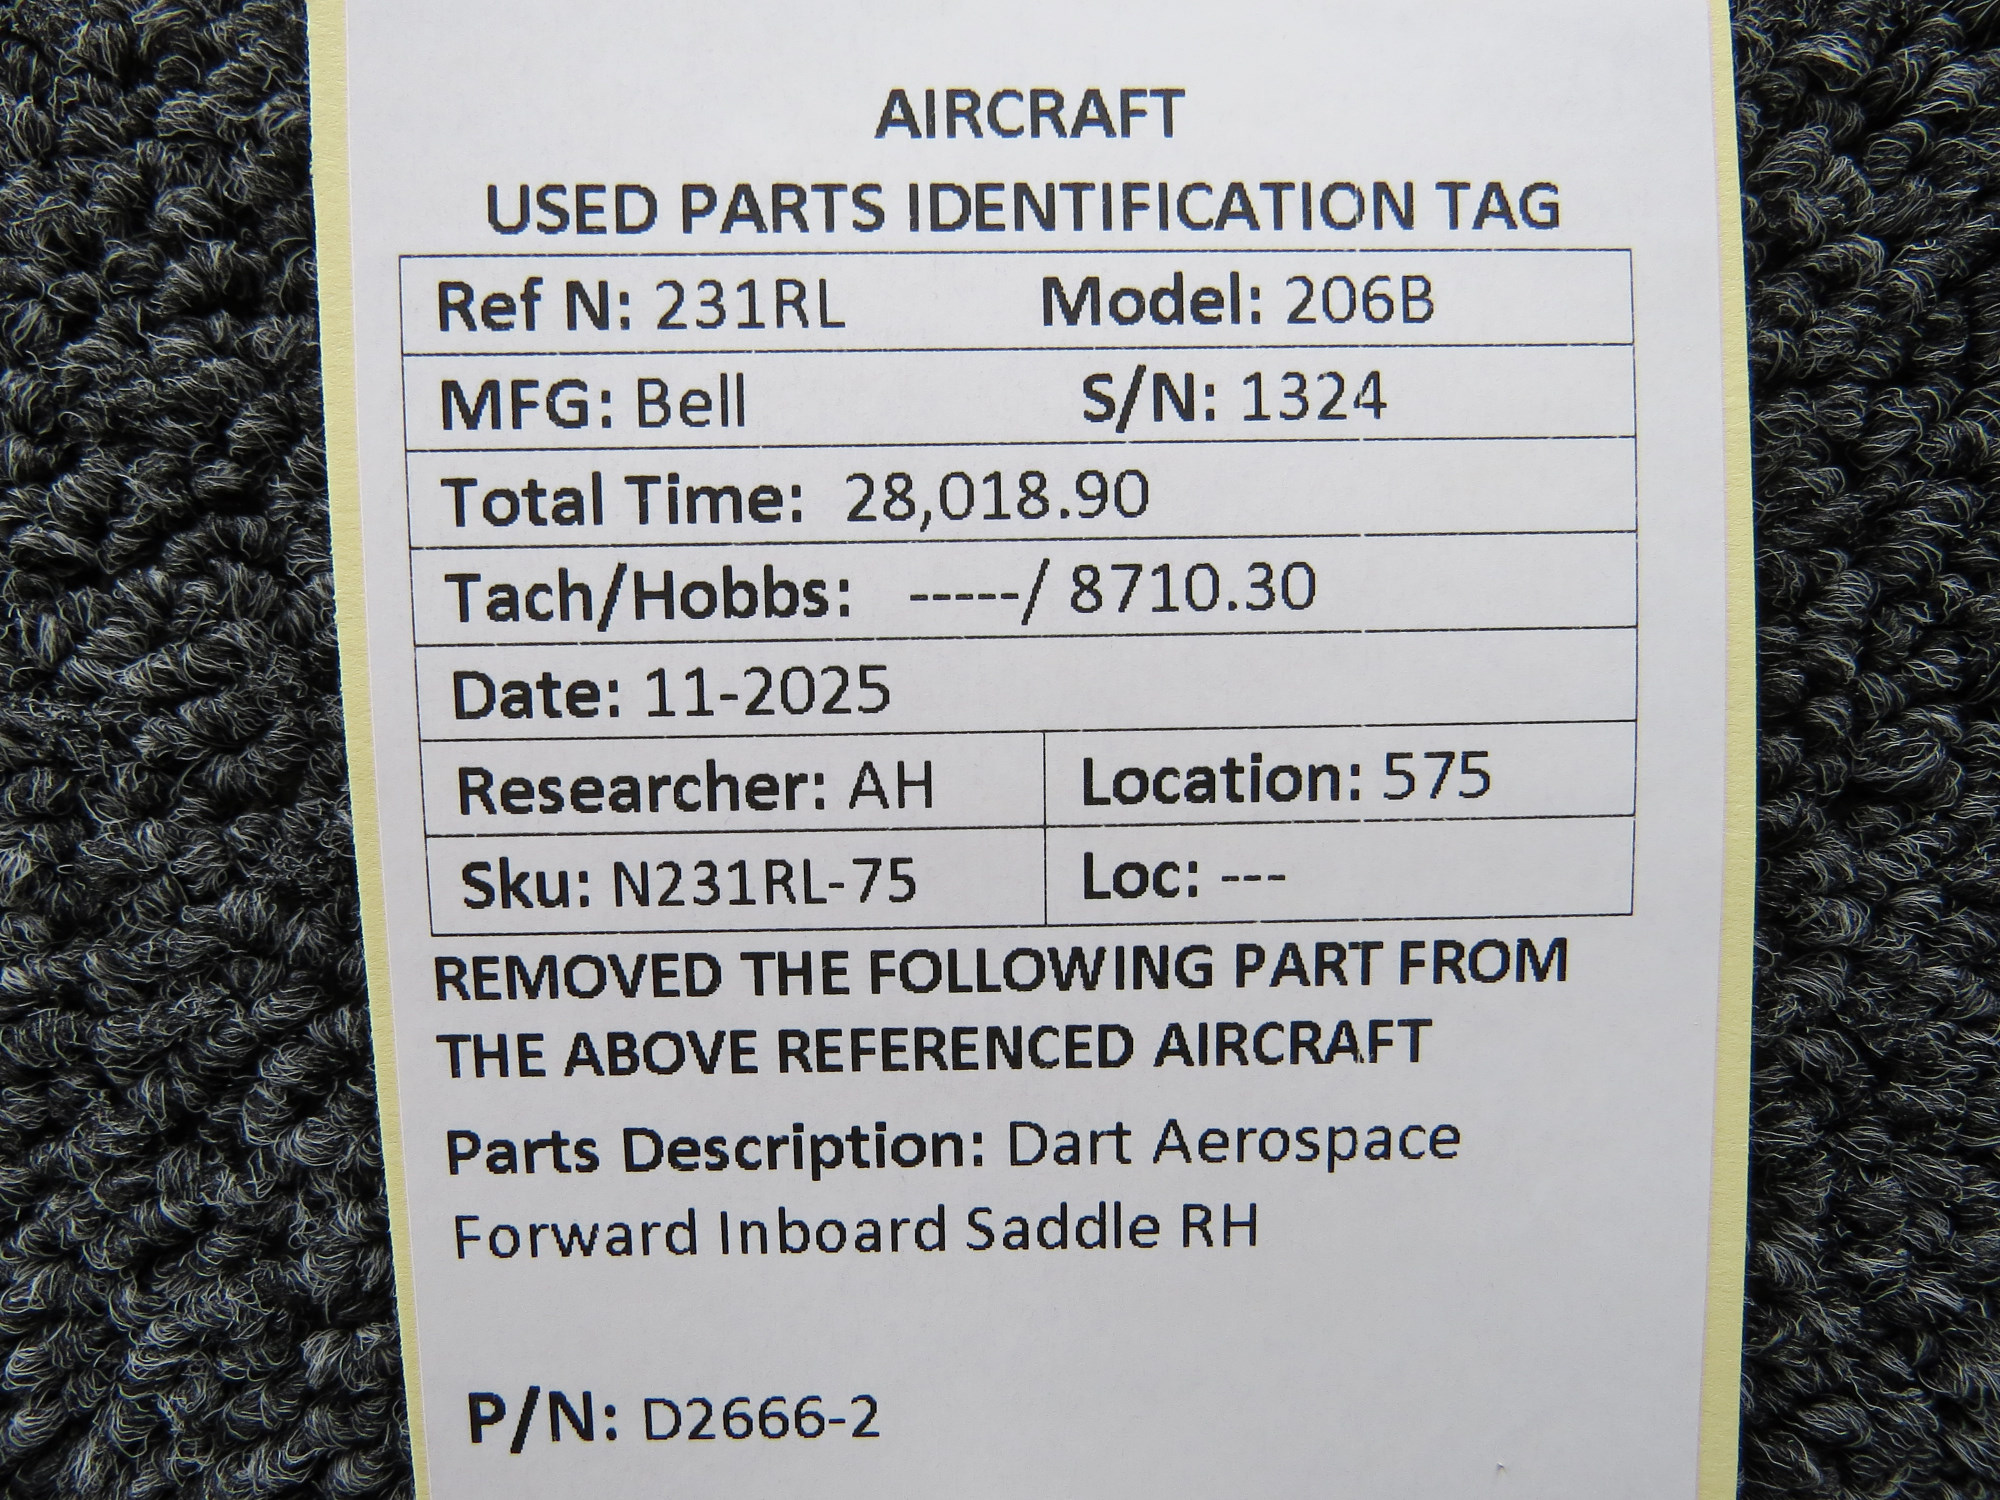 AIRCRAFT
USED PARTS IDENTIFICATION TAG
Ref N: 231RL Model: 206B
MFG: Bell S/N: 1324
Total Time: 28,018.90
Tach/Hobbs: -----/ 8710.30
Date: 11-2025
Researcher: AH Location: 575
Sku: N231RL-75 Loc: ---
REMOVED THE FOLLOWING PART FROM
THE ABOVE REFERENCED AIRCRAFT
Parts Description: Dart Aerospace
Forward Inboard Saddle RH
P/N: D2666-2